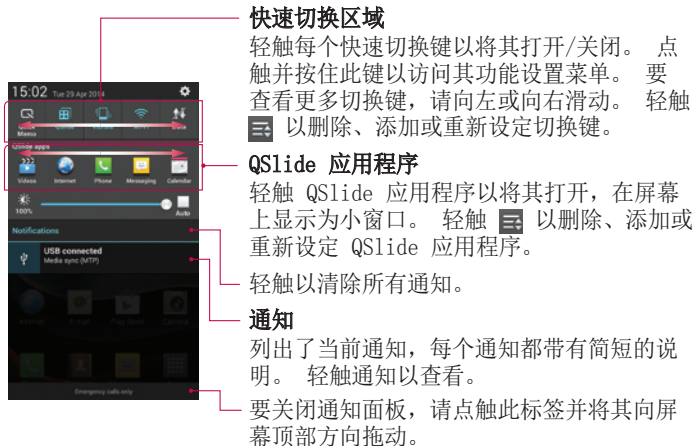 快速切换区域
轻触每个快速切换键以将其打开/关闭。 点
触并按住此键以访问其功能设置菜单。 要
查看更多切换键，请向左或向右滑动。 轻触
以删除、添加或重新设定切换键。
QSlide 应用程序
轻触 QSlide 应用程序以将其打开，在屏幕
上显示为小窗口。 轻触 以删除、添加或
重新设定 QSlide 应用程序。
轻触以清除所有通知。
通知
列出了当前通知，每个通知都带有简短的说
明。 轻触通知以查看。
要关闭通知面板，请点触此标签并将其向屏
幕顶部方向拖动。
15:02 Tue 29 Apr 2014
Memo
QSlide apps
Videos Internet Phone Messaging Calendar
100% Auto
Notifications
USB connected
Media sync (MTP)
Emergency calls only